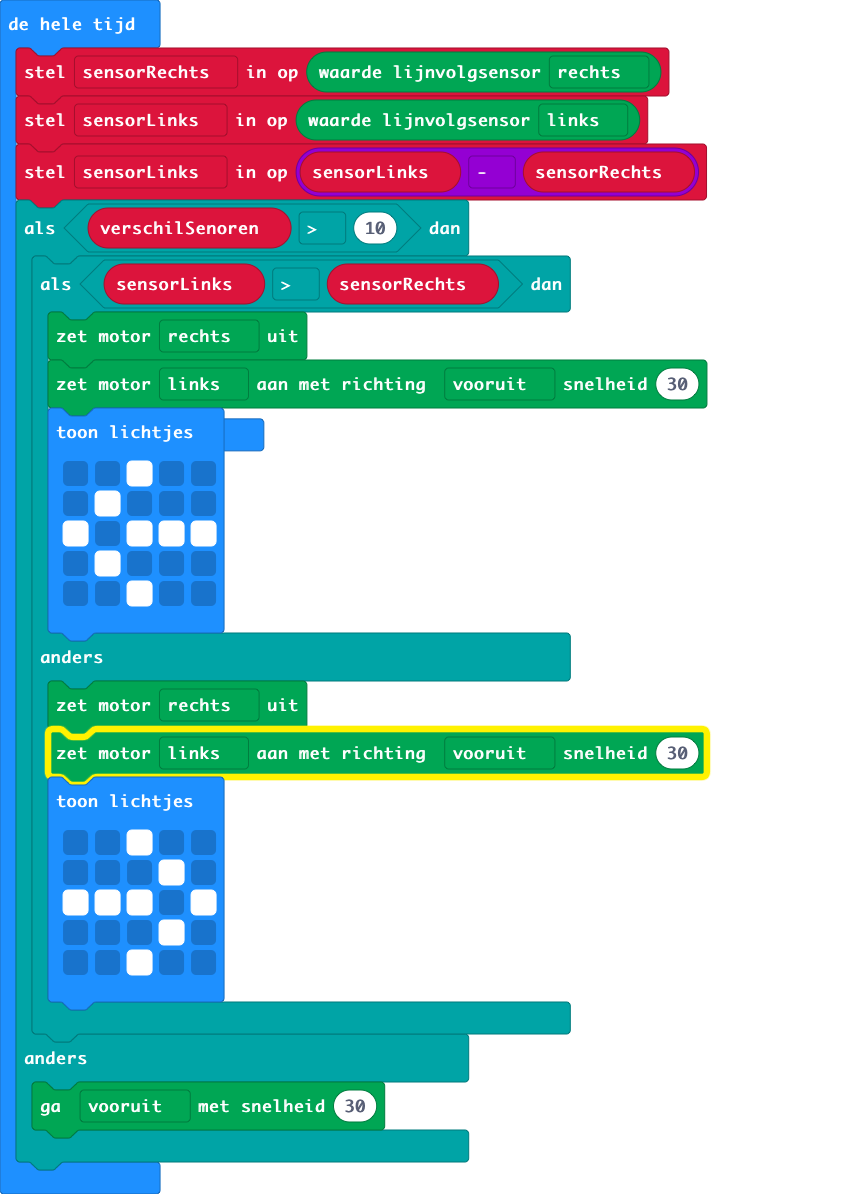 de hele tijd
stel sensorRechts in op waarde lijnvolgsensor rechts
stel sensorLinks in op waarde lijnvolgsensor links
stel sensorLinks in op sensorLinks - sensorRechts
als verschilSenoren > 10 dan
als sensorLinks > sensorRechts dan
zet motor rechts uit
zet motor links aan met richting vooruit snelheid 30
toon lichtjes
anders
zet motor rechts uit
zet motor links aan met richting vooruit snelheid 30
toon lichtjes
anders
ga vooruit met snelheid 30